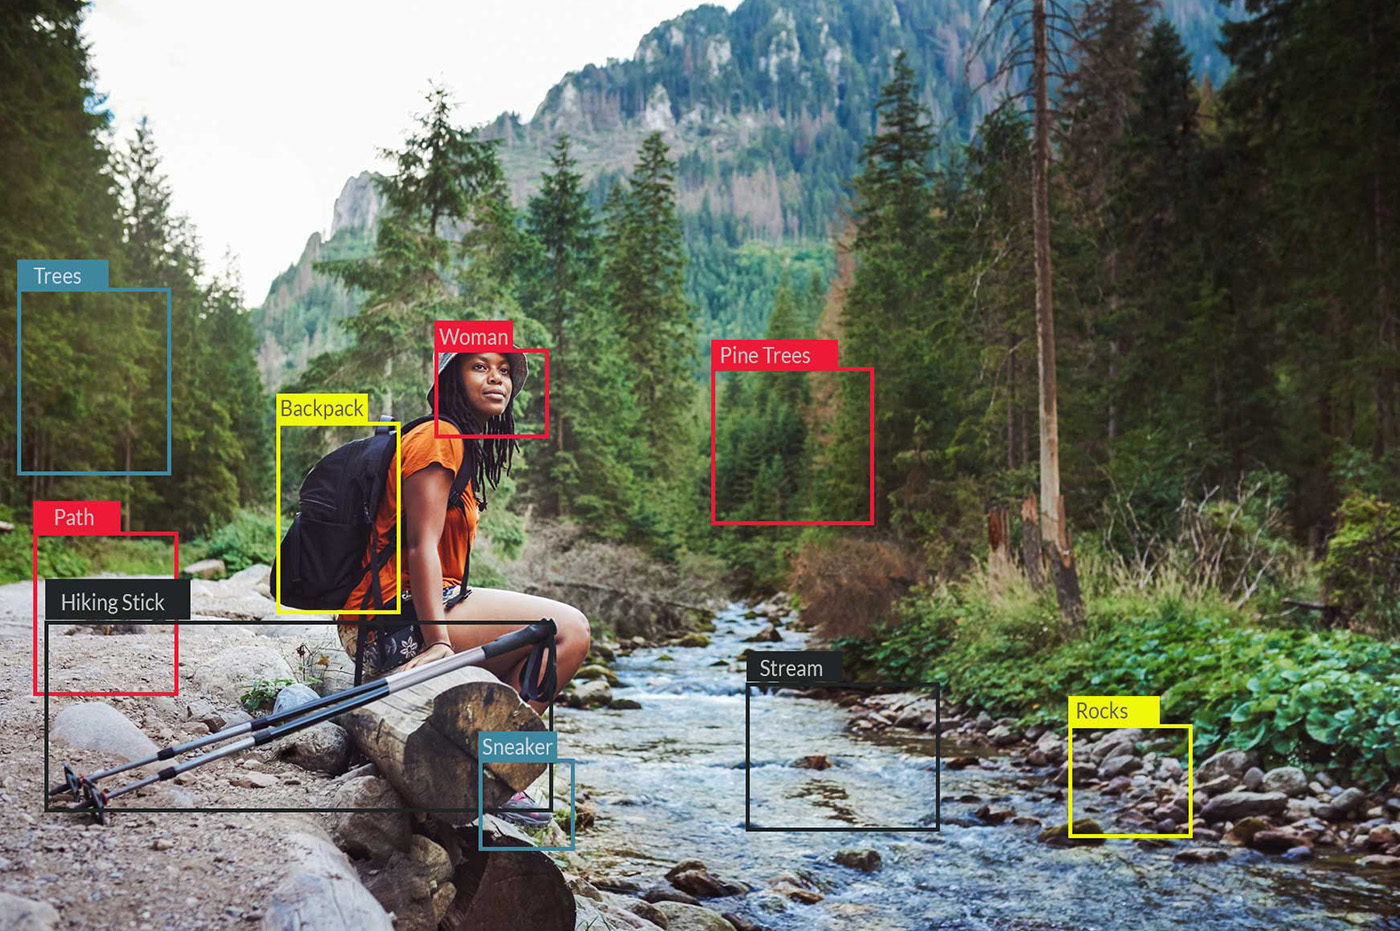 Trees
Woman
Pine Trees
Backpack
Path
Hiking Stick
Stream
Rocks
Sneaker